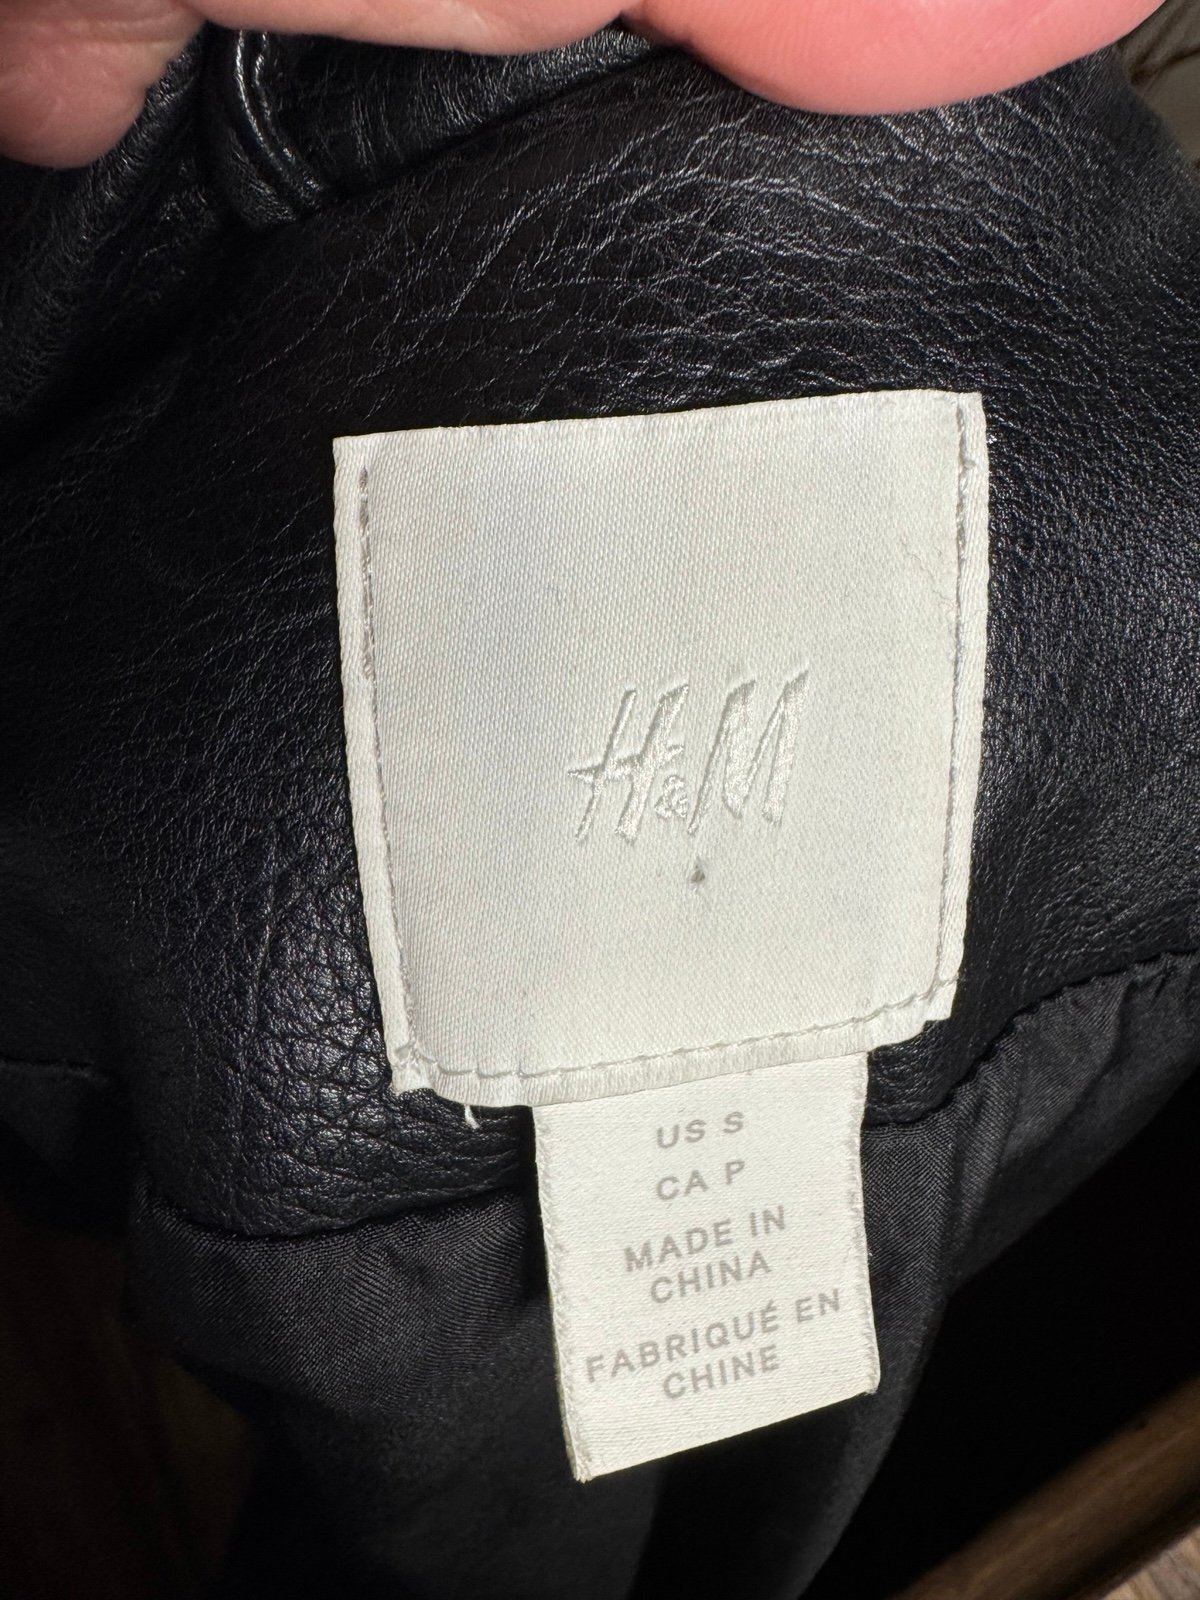 H&M
US S
CA P
MADE IN
CHINA
FABRIQUÉ EN
CHINE